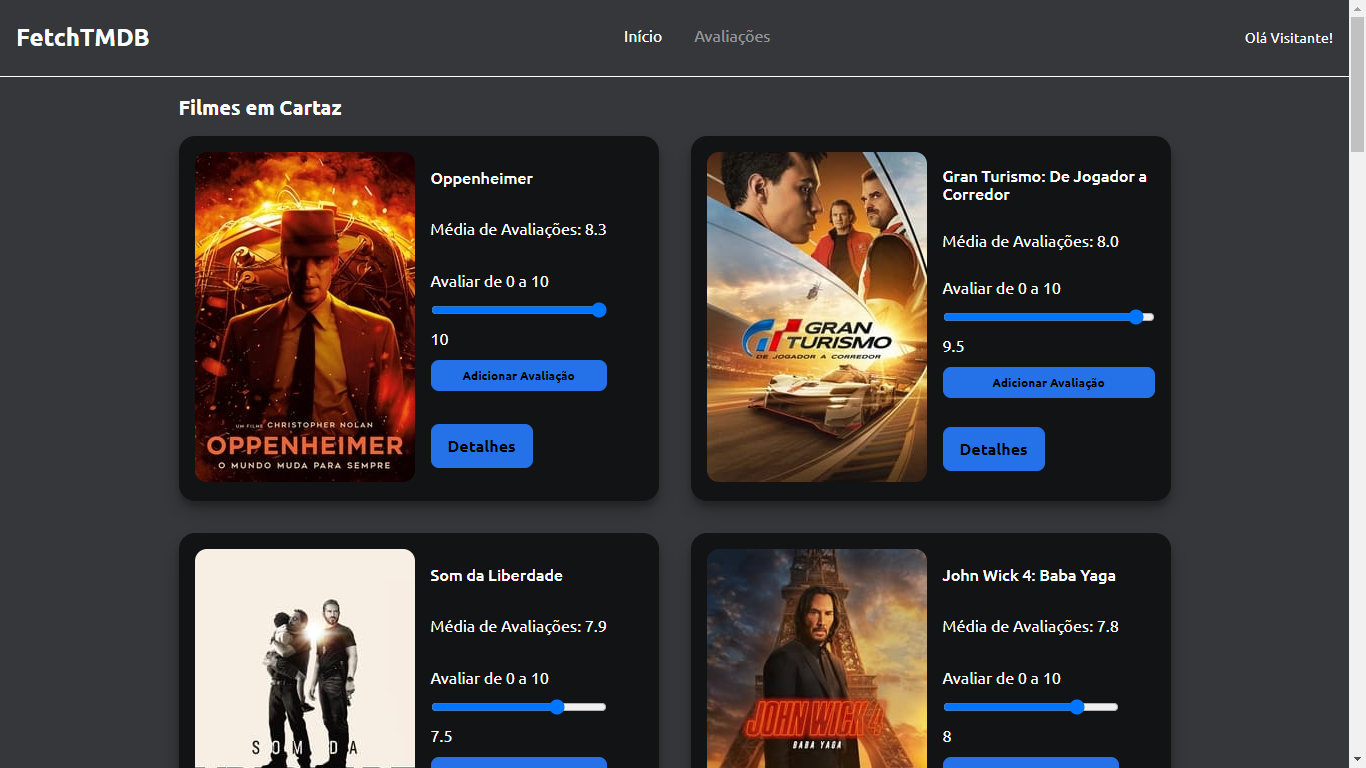 FetchTMDB
Início
Avaliações
Olá Visitante!
Filmes em Cartaz
UM FILME CHRISTOPHER NOLAN
OPPENHEIMER
O MUNDO MUDA PARA SEMPRE
Oppenheimer
Média de Avaliações: 8.3
Avaliar de 0 a 10
10
Adicionar Avaliação
Detalhes
GRAN
TURISMO
DE JOGADOR A CORREDOR
Gran Turismo: De Jogador a
Corredor
Média de Avaliações: 8.0
Avaliar de 0 a 10
9.5
Adicionar Avaliação
Detalhes
SOM DA
Som da Liberdade
Média de Avaliações: 7.9
Avaliar de 0 a 10
7.5
JOHN WICK 4
BABA YAGA
John Wick 4: Baba Yaga
Média de Avaliações: 7.8
Avaliar de 0 a 10
8